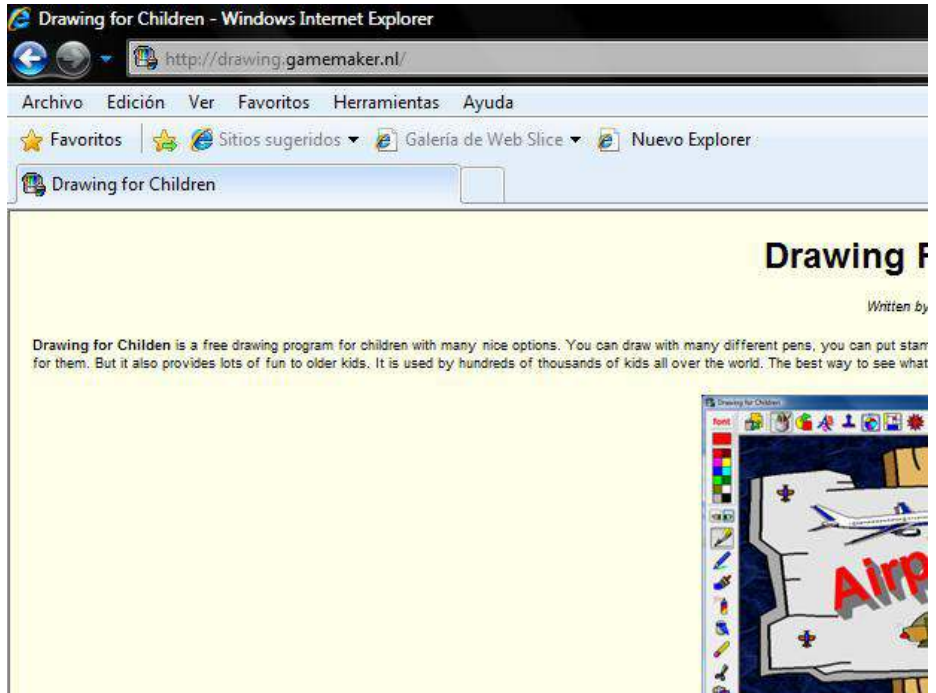 Drawing for Children - Windows Internet Explorer
http://drawing.gamemaker.nl/
Archivo Edición Ver Favoritos Herramientas Ayuda
Favoritos Sitios sugeridos Galería de Web Slice Nuevo Explorer
Drawing for Children
Drawing F
Written by
Drawing for Childen is a free drawing program for children with many nice options. You can draw with many different pens, you can put stam
for them. But it also provides lots of fun to older kids. It is used by hundreds of thousands of kids all over the world. The best way to see what
Drawing for Children
font
Airp